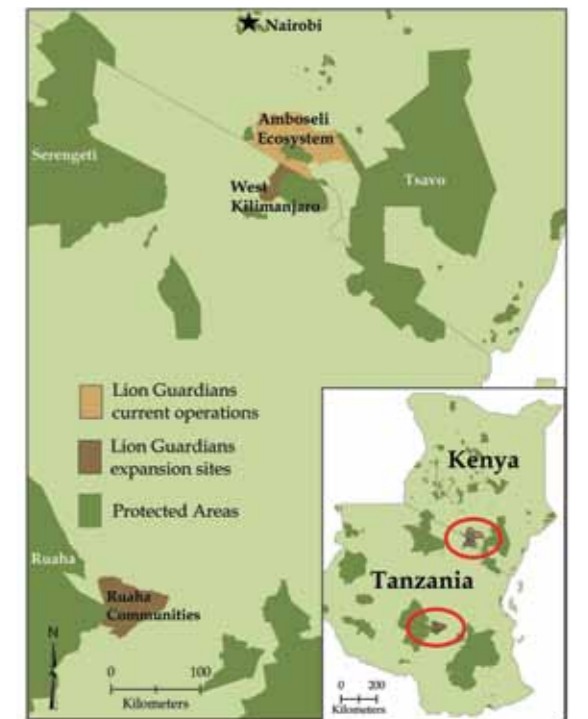 Nairobi
Amboseli
Ecosystem
Serengeti
West
Kilimanjaro
Tsavo
Lion Guardians
current operations
Lion Guardians
expansion sites
Protected Areas
Ruaha
Ruaha
Communities
N
0 100
Kilometers
Kenya
Tanzania
0 200
Kilometers